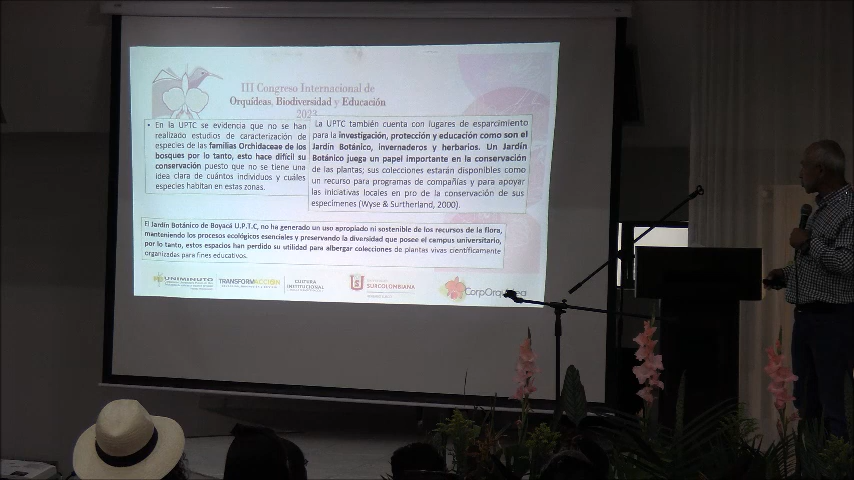 III Congreso Internacional de
Orquídeas, Biodiversidad y Educación
2023
• En la UPTC se evidencia que no se han
realizado estudios de caracterización de
especies de las familias Orchidaceae de los
bosques por lo tanto, esto hace difícil su
conservación puesto que no se tiene una
idea clara de cuántos individuos y cuáles
especies habitan en estas zonas.
La UPTC también cuenta con lugares de esparcimiento
para la investigación, protección y educación como son el
Jardín Botánico, invernaderos y herbarios. Un Jardín
Botánico juega un papel importante en la conservación
de las plantas; sus colecciones estarán disponibles como
un recurso para programas de compañías y para apoyar
las iniciativas locales en pro de la conservación de sus
especímenes (Wyse & Surtherland, 2000).
El Jardín Botánico de Boyacá U.P.T.C, no ha generado un uso apropiado ni sostenible de los recursos de la flora,
manteniendo los procesos ecológicos esenciales y preservando la diversidad que posee el campus universitario,
por lo tanto, estos espacios han perdido su utilidad para albergar colecciones de plantas vivas científicamente
organizadas para fines educativos.
UNIMINUTO
TRANSFORMACCIÓN
CULTURA
INSTITUCIONAL
SURCOLOMBIANA
CorpOrquídea